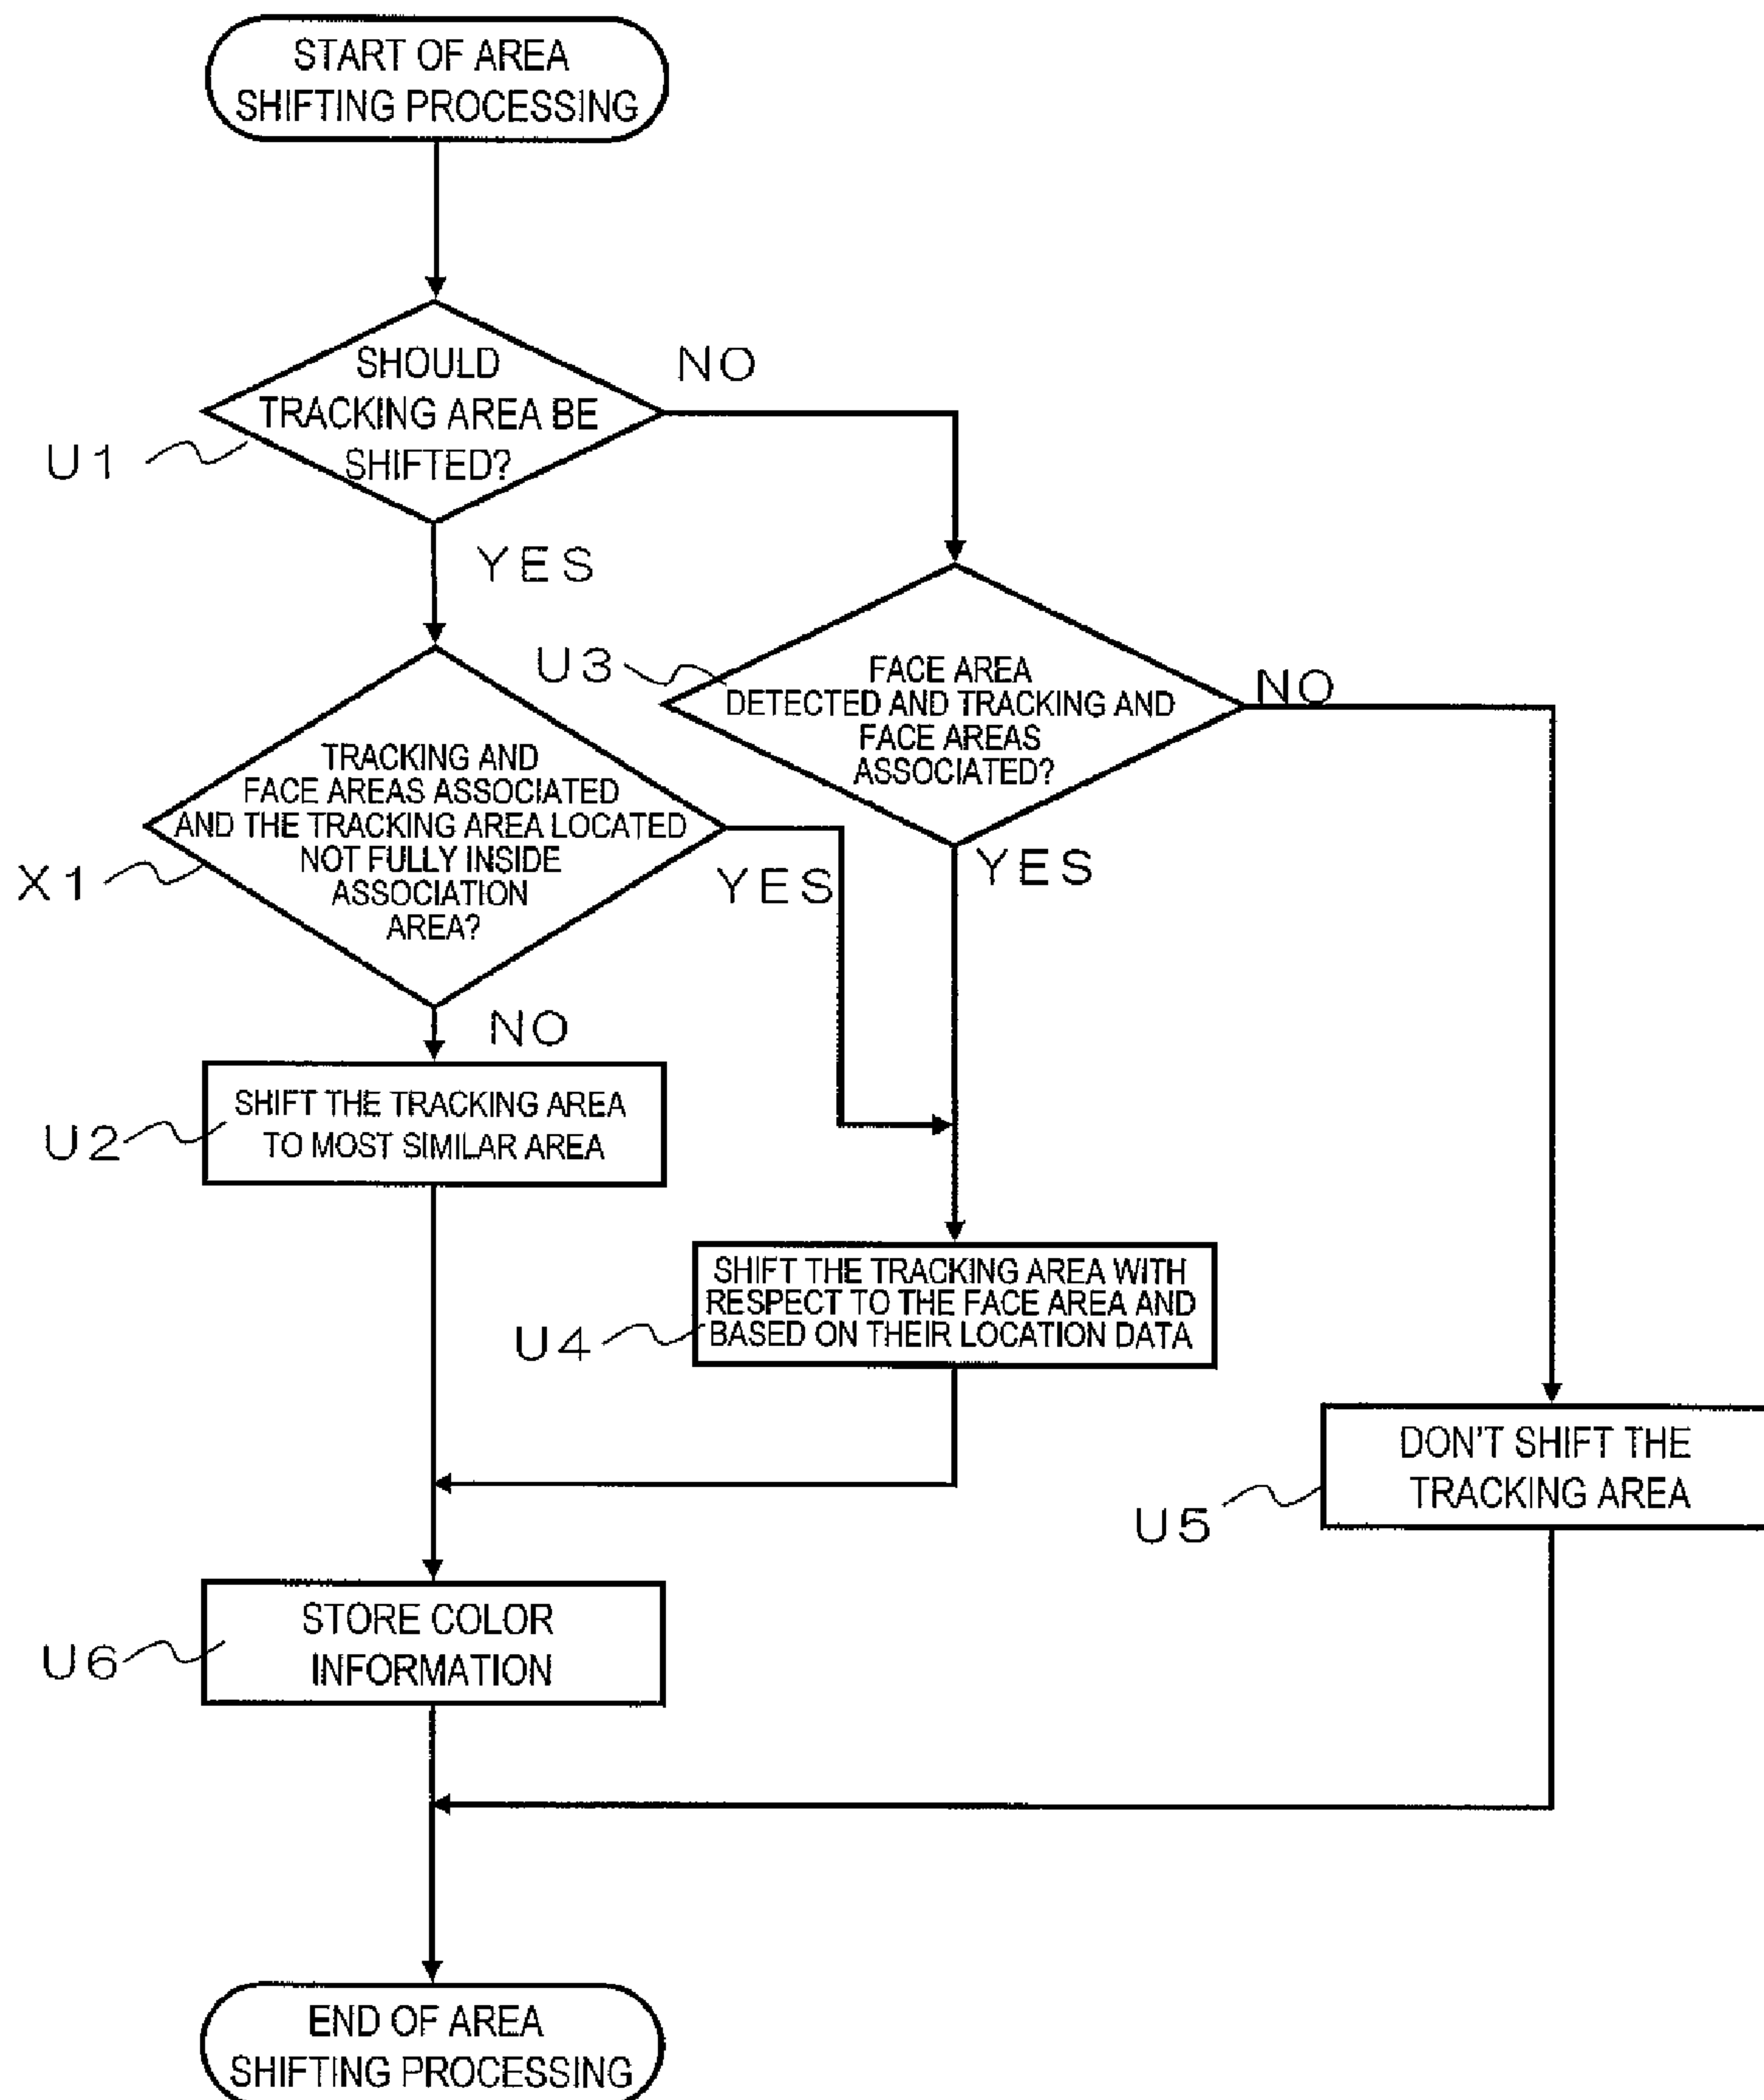 START OF AREA
SHIFTING PROCESSING
SHOULD
TRACKING AREA BE
SHIFTED?
NO
U1
YES
U3
FACE AREA
DETECTED AND TRACKING AND
FACE AREAS
ASSOCIATED?
NO
TRACKING AND
FACE AREAS ASSOCIATED
AND THE TRACKING AREA LOCATED
NOT FULLY INSIDE
ASSOCIATION
AREA?
X1
YES
YES
NO
SHIFT THE TRACKING AREA
TO MOST SIMILAR AREA
U2
SHIFT THE TRACKING AREA WITH
RESPECT TO THE FACE AREA AND
BASED ON THEIR LOCATION DATA
U4
DON'T SHIFT THE
TRACKING AREA
U5
STORE COLOR
INFORMATION
U6
END OF AREA
SHIFTING PROCESSING